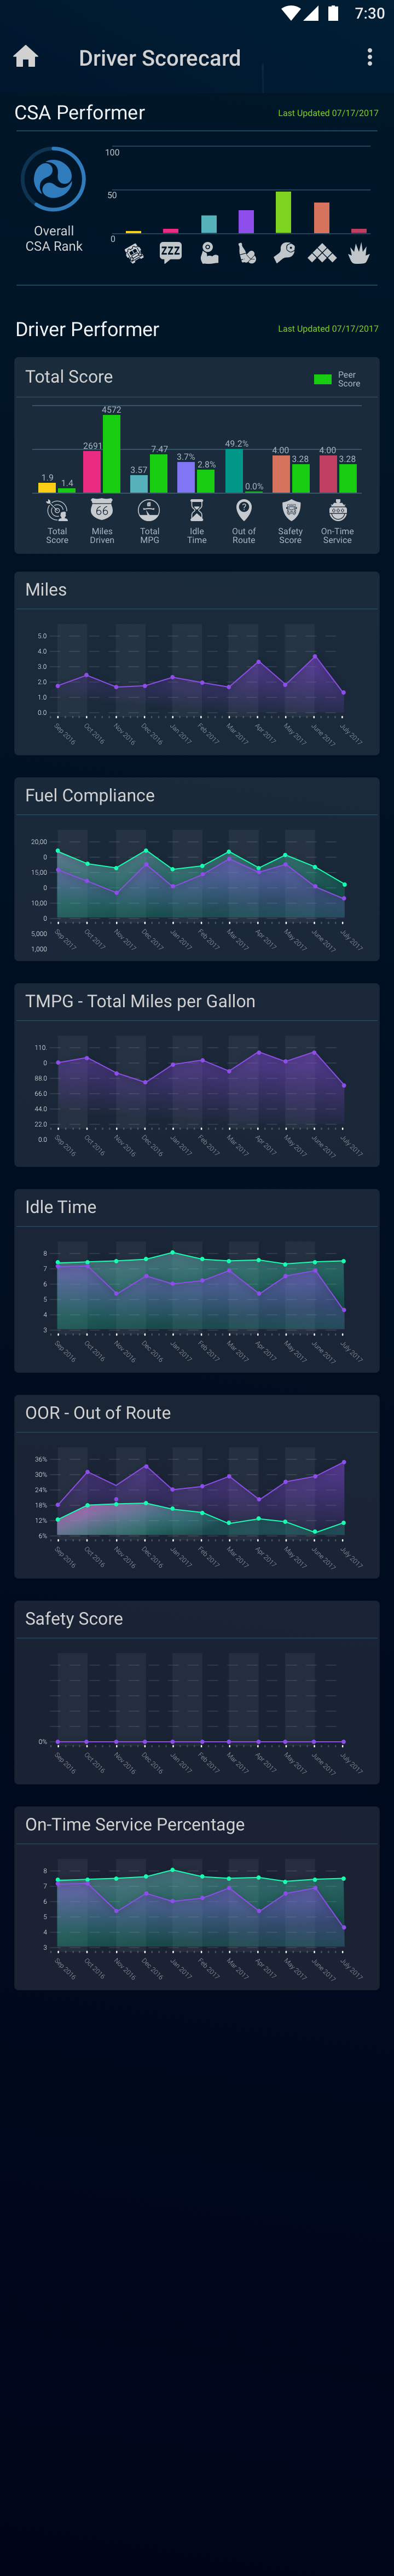 7:30
Driver Scorecard
CSA Performer
Last Updated 07/17/2017
100
50
0
Overall
CSA Rank
ZZZ
Driver Performer
Last Updated 07/17/2017
Total Score
Peer
Score
1.9 1.4 2691 4572 3.57 7.47 3.7% 2.8% 49.2% 0.0% 4.00 3.28 4.00 3.28
66
Total Miles Total Idle Out of Safety On-Time
Score Driven MPG Time Route Score Service
Miles
5.0
4.0
3.0
2.0
1.0
0.0
Sep 2016 Oct 2016 Nov 2016 Dec 2016 Jan 2017 Feb 2017 Mar 2017 Apr 2017 May 2017 June 2017 July 2017
Fuel Compliance
20,00
0
15,00
0
10,00
0
5,000
1,000
Sep 2017 Oct 2017 Nov 2017 Dec 2017 Jan 2017 Feb 2017 Mar 2017 Apr 2017 May 2017 June 2017 July 2017
TMPG - Total Miles per Gallon
110.
0
88.0
66.0
44.0
22.0
0.0
Sep 2016 Oct 2016 Nov 2016 Dec 2016 Jan 2017 Feb 2017 Mar 2017 Apr 2017 May 2017 June 2017 July 2017
Idle Time
8
7
6
5
4
3
Sep 2016 Oct 2016 Nov 2016 Dec 2016 Jan 2017 Feb 2017 Mar 2017 Apr 2017 May 2017 June 2017 July 2017
OOR - Out of Route
36%
30%
24%
18%
12%
6%
Sep 2016 Oct 2016 Nov 2016 Dec 2016 Jan 2017 Feb 2017 Mar 2017 Apr 2017 May 2017 June 2017 July 2017
Safety Score
0%
Sep 2016 Oct 2016 Nov 2016 Dec 2016 Jan 2017 Feb 2017 Mar 2017 Apr 2017 May 2017 June 2017 July 2017
On-Time Service Percentage
8
7
6
5
4
3
Sep 2016 Oct 2016 Nov 2016 Dec 2016 Jan 2017 Feb 2017 Mar 2017 Apr 2017 May 2017 June 2017 July 2017